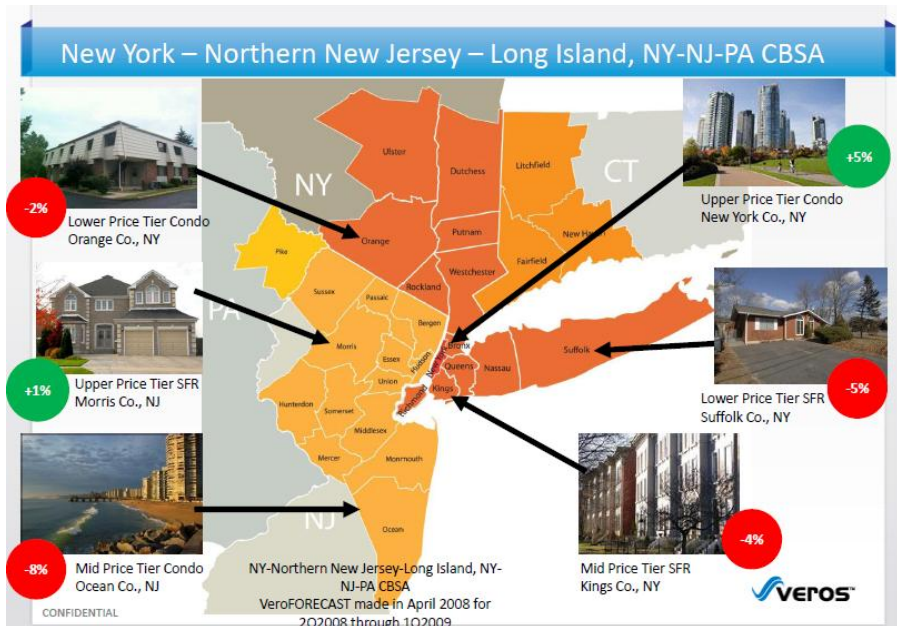 New York – Northern New Jersey – Long Island, NY-NJ-PA CBSA
-2%
Lower Price Tier Condo
Orange Co., NY
+1%
Upper Price Tier SFR
Morris Co., NJ
-8%
Mid Price Tier Condo
Ocean Co., NJ
NY
PA
NJ
CT
Ulster
Dutchess
Litchfield
Orange
Putnam
New Haven
Fairfield
Pike
Westchester
Rockland
Sussex
Passaic
Bergen
Morris
Essex
Hudson
New York
Bronx
Queens
Nassau
Suffolk
Union
Kings
Richmond
Hunterdon
Somerset
Middlesex
Mercer
Monmouth
Ocean
+5%
Upper Price Tier Condo
New York Co., NY
-5%
Lower Price Tier SFR
Suffolk Co., NY
-4%
Mid Price Tier SFR
Kings Co., NY
NY-Northern New Jersey-Long Island, NY-
NJ-PA CBSA
VeroFORECAST made in April 2008 for
2Q2008 through 1Q2009
CONFIDENTIAL
veros™